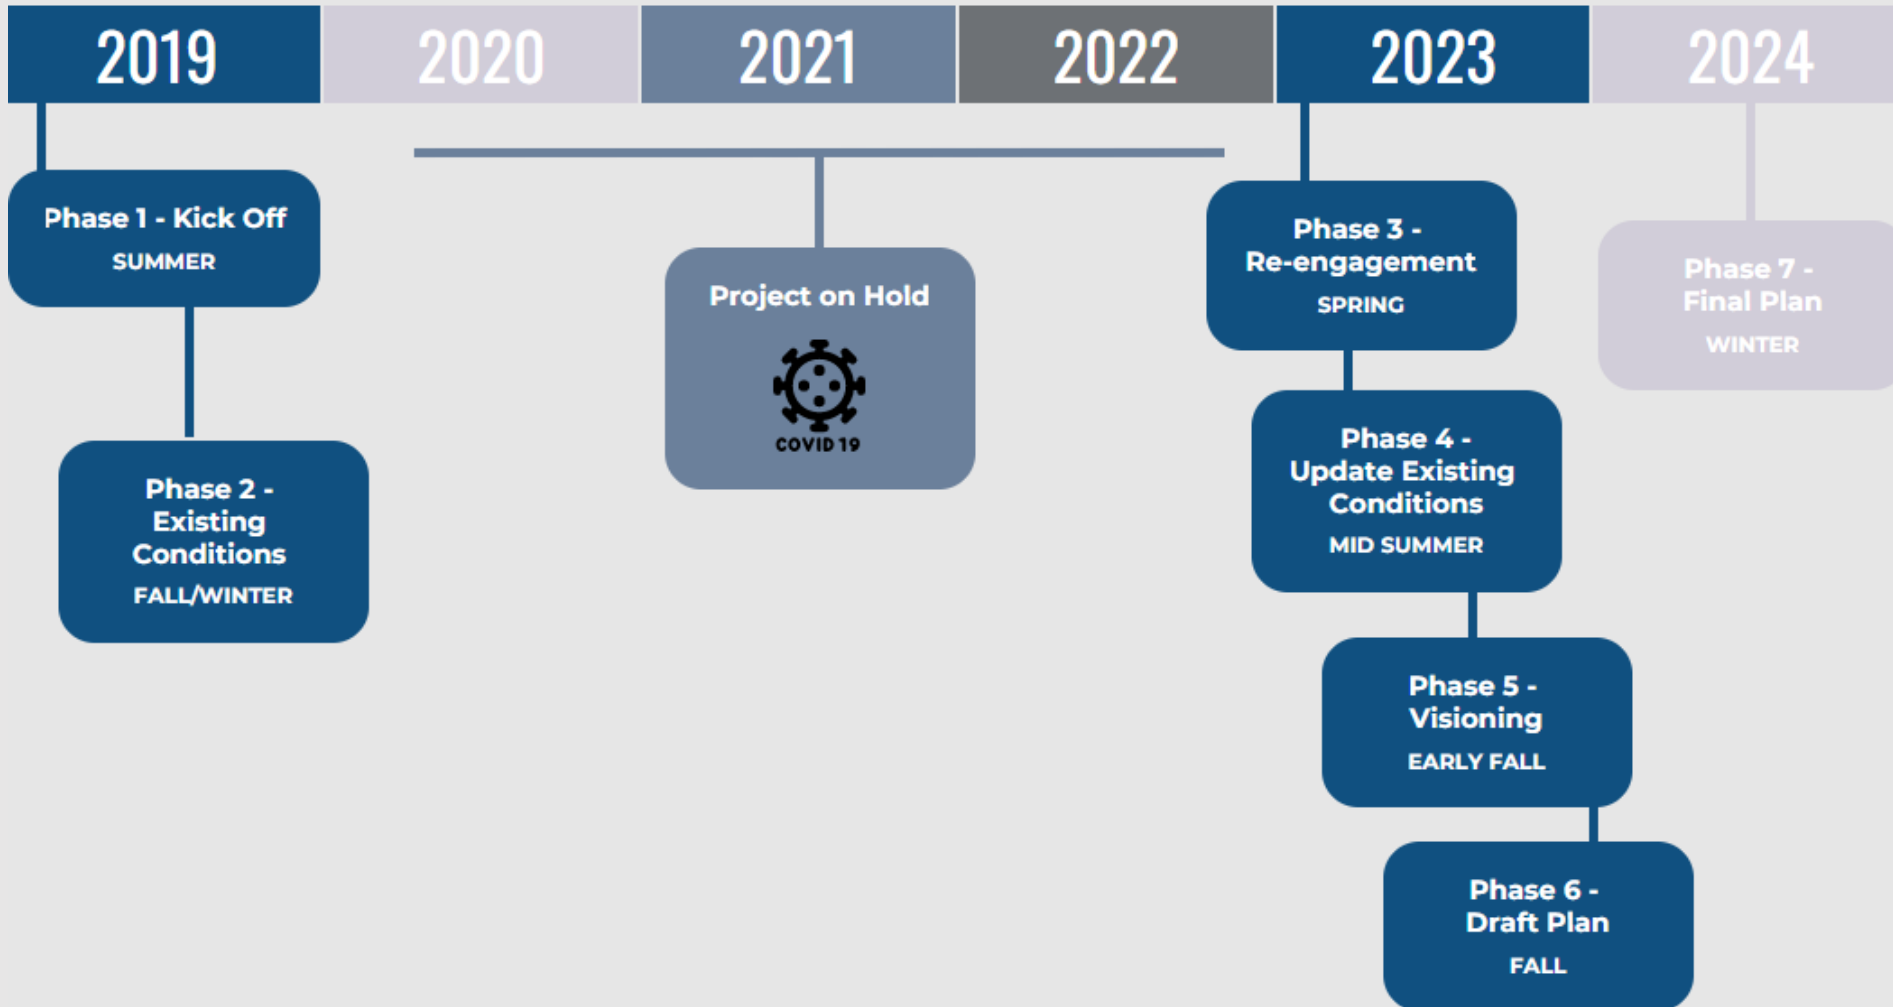 2019
2020
2021
2022
2023
2024
Phase 1 - Kick Off
SUMMER
Phase 2 -
Existing
Conditions
FALL/WINTER
Project on Hold
COVID 19
Phase 3 -
Re-engagement
SPRING
Phase 4 -
Update Existing
Conditions
MID SUMMER
Phase 5 -
Visioning
EARLY FALL
Phase 6 -
Draft Plan
FALL
Phase 7 -
Final Plan
WINTER